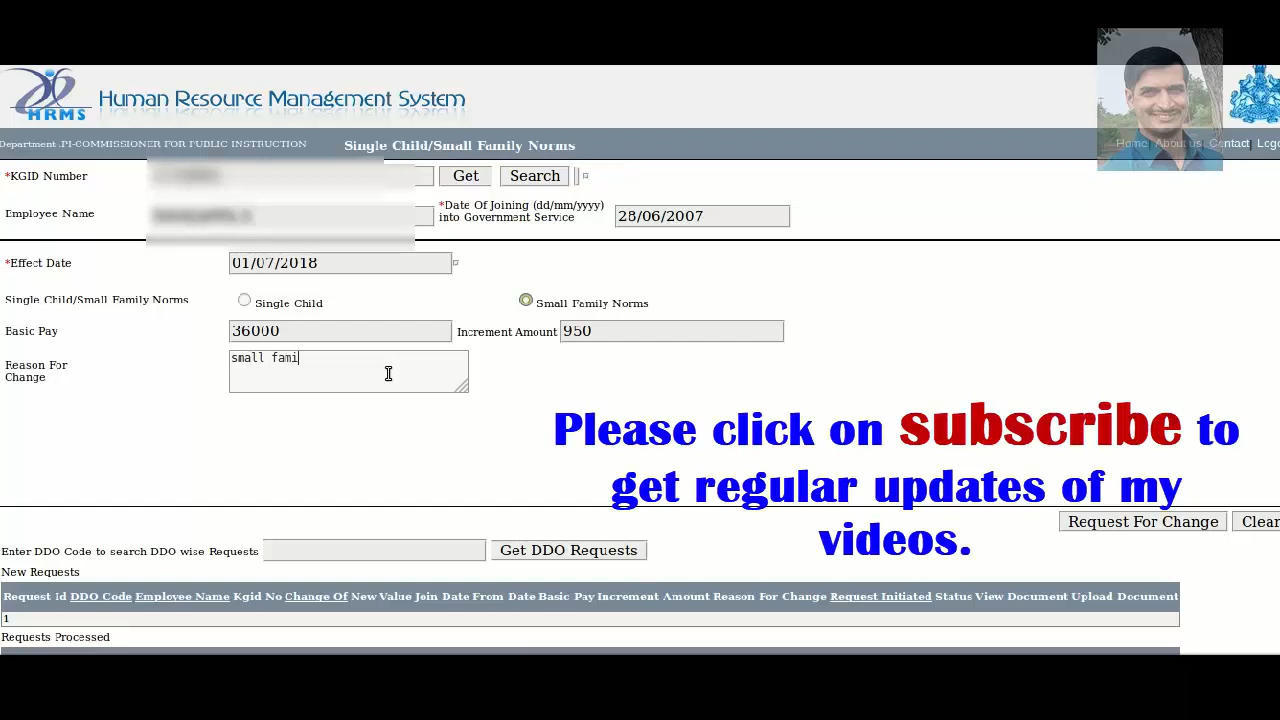 HRMS Human Resource Management System
Department :PI-COMMISSIONER FOR PUBLIC INSTRUCTION Single Child/Small Family Norms Home| About us| Contact| Logo
*KGID Number Get Search
Employee Name *Date Of Joining (dd/mm/yyyy) into Government Service 28/06/2007
*Effect Date 01/07/2018
Single Child/Small Family Norms Single Child Small Family Norms
Basic Pay 36000 Increment Amount 950
Reason For Change small fami
Please click on subscribe to
get regular updates of my
videos.
Request For Change Clear
Enter DDO Code to search DDO wise Requests Get DDO Requests
New Requests
Request Id DDO Code Employee Name Kgid No Change Of New Value Join Date From Date Basic Pay Increment Amount Reason For Change Request Initiated Status View Document Upload Document
1
Requests Processed